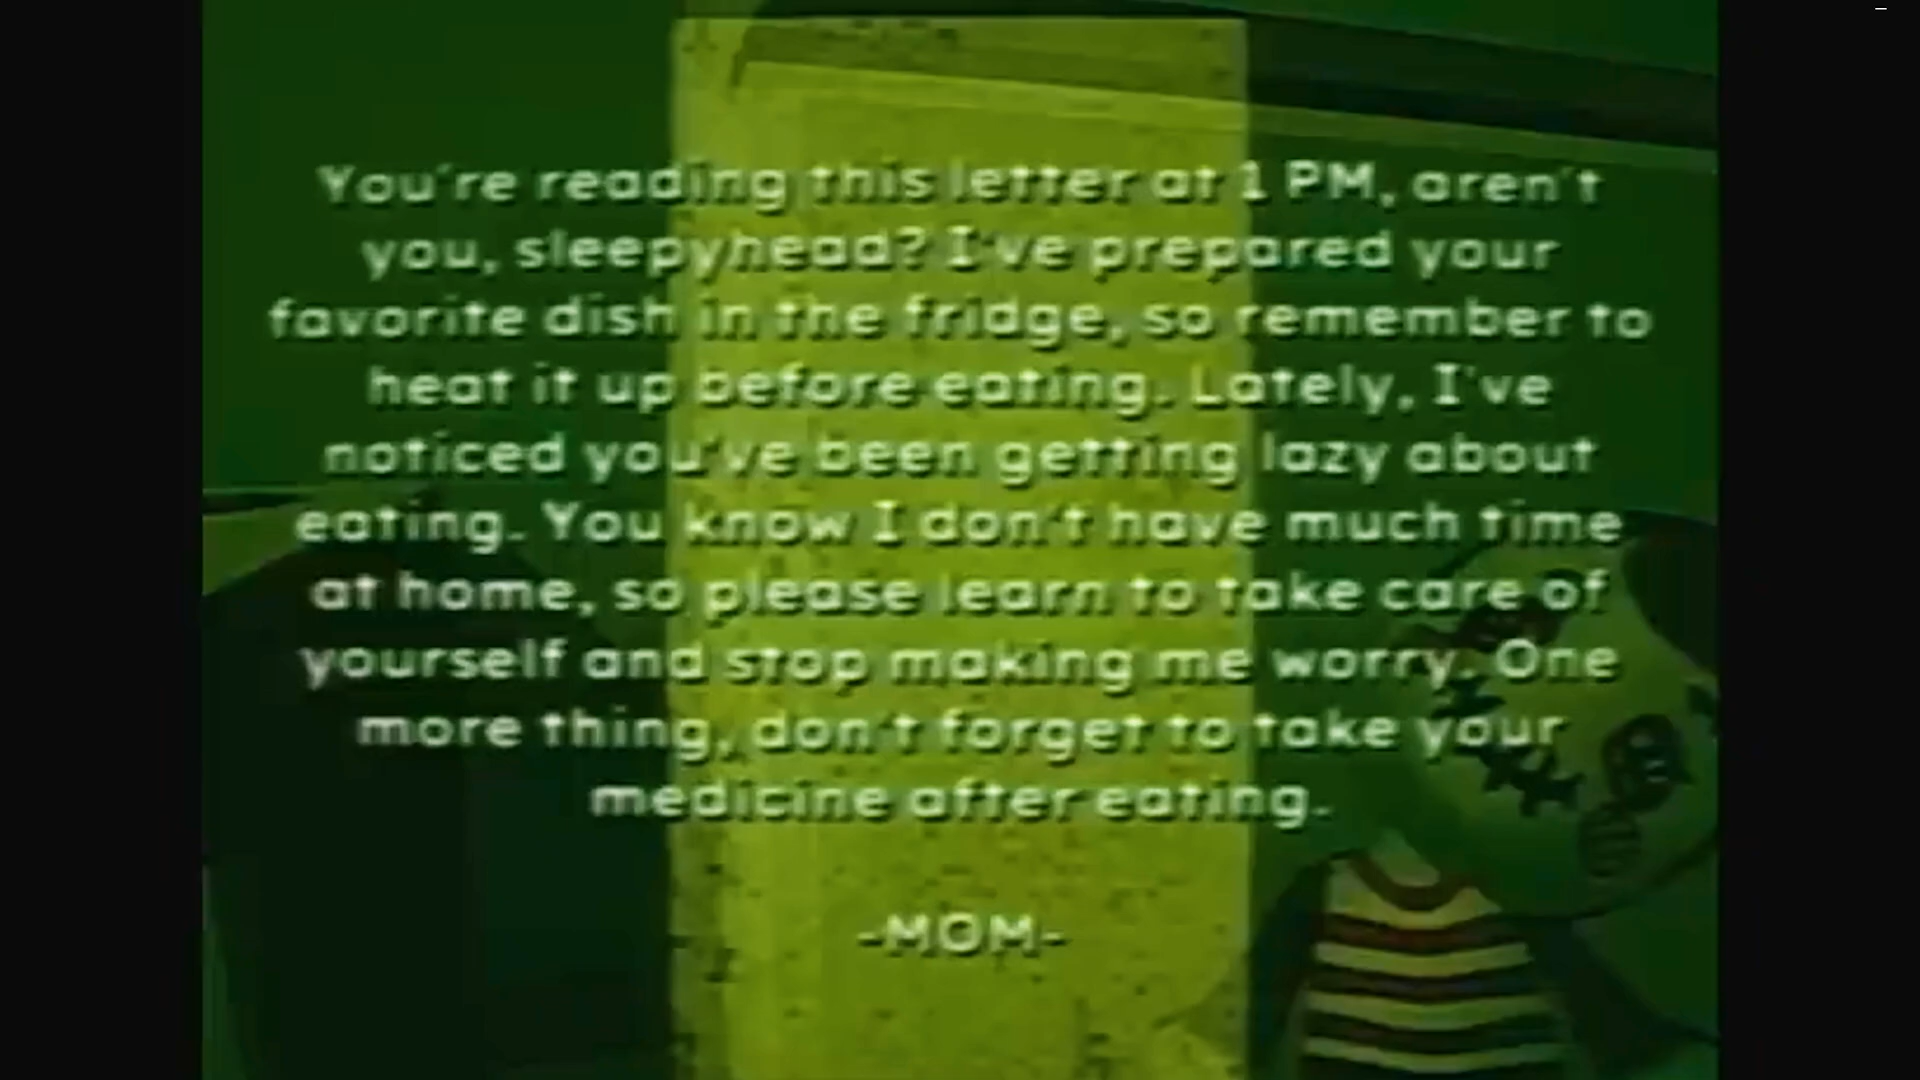 You're reading this letter at 1 PM, aren't
you, sleepyhead? I've prepared your
favorite dish in the fridge, so remember to
heat it up before eating. Lately, I've
noticed you've been getting lazy about
eating. You know I don't have much time
at home, so please learn to take care of
yourself and stop making me worry. One
more thing, don't forget to take your
medicine after eating.
-MOM-